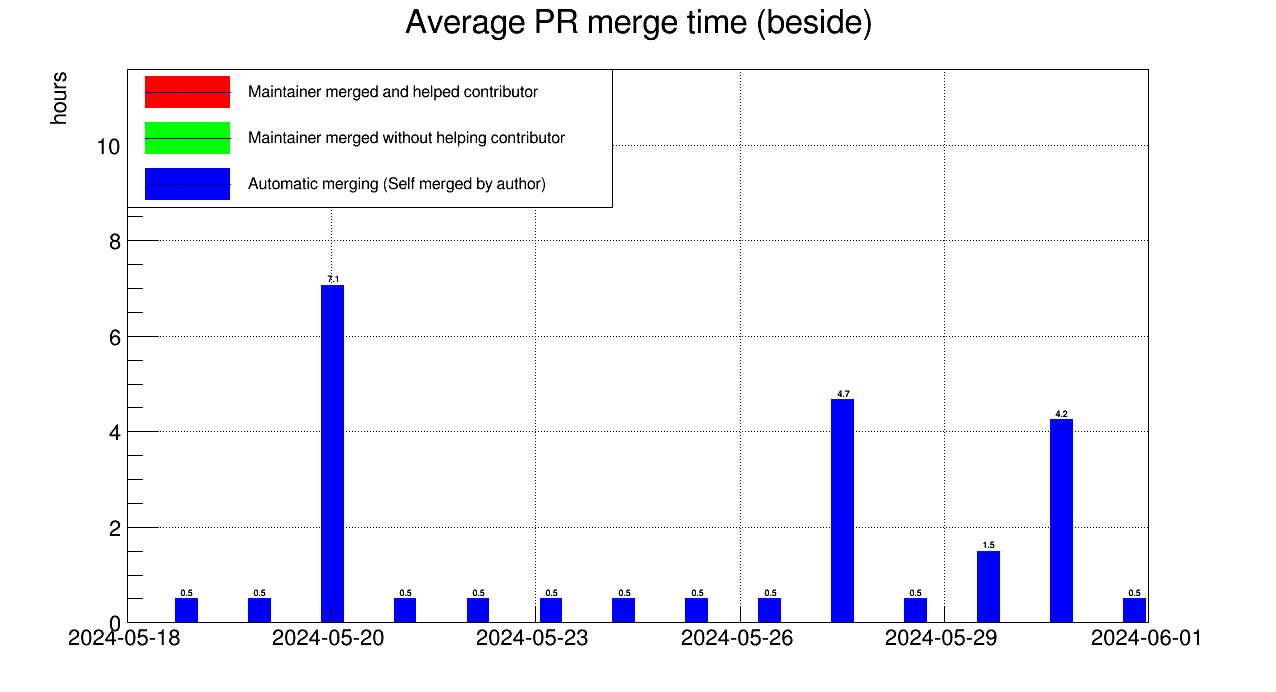 Average PR merge time (beside)
hours
Maintainer merged and helped contributor
Maintainer merged without helping contributor
Automatic merging (Self merged by author)
10
8
6
4
2
0
7.1
4.7
4.2
1.5
0.5 0.5 0.5 0.5 0.5 0.5 0.5 0.5 0.5 0.5
2024-05-18 2024-05-20 2024-05-23 2024-05-26 2024-05-29 2024-06-01